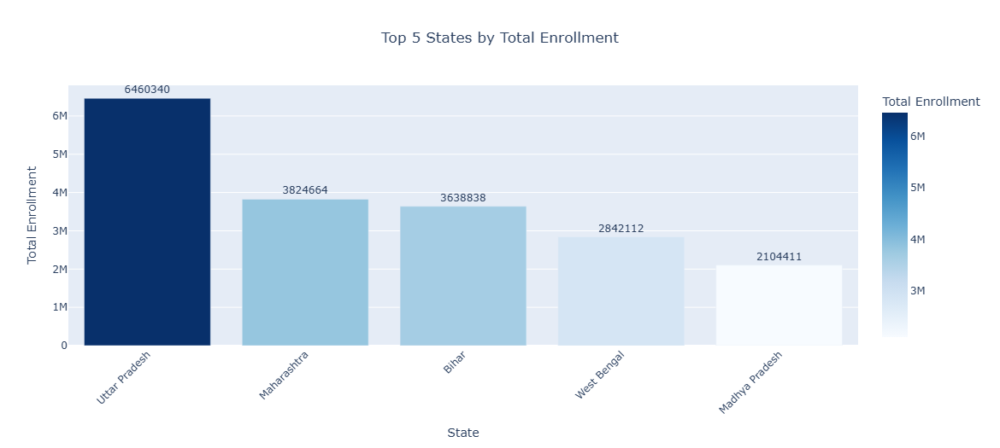 Top 5 States by Total Enrollment
Total Enrollment
6M
5M
4M
3M
2M
1M
0
6460340
3824664
3638838
2842112
2104411
Uttar Pradesh
Maharashtra
Bihar
West Bengal
Madhya Pradesh
State
Total Enrollment
6M
5M
4M
3M